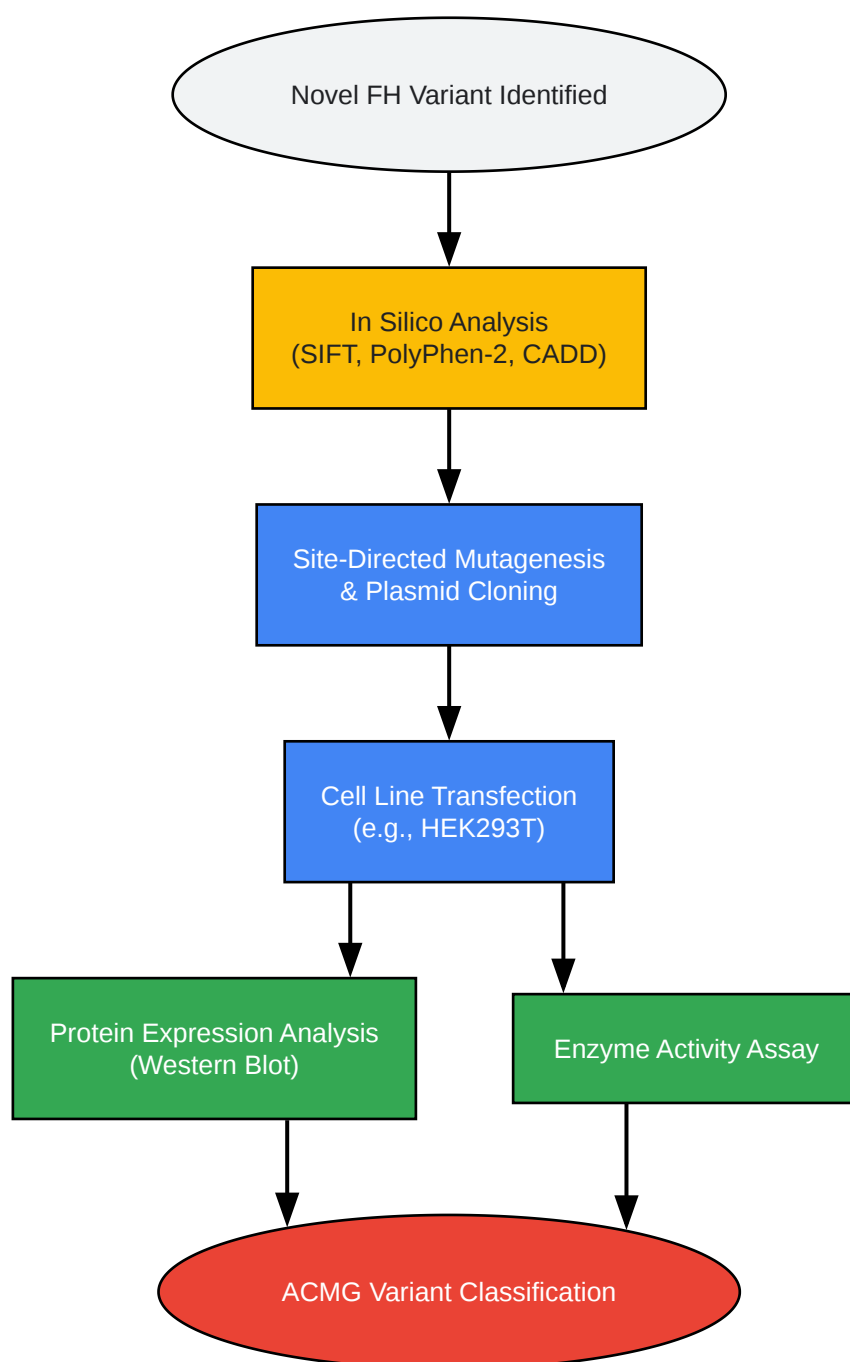 Novel FH Variant Identified
In Silico Analysis
(SIFT, PolyPhen-2, CADD)
Site-Directed Mutagenesis
& Plasmid Cloning
Cell Line Transfection
(e.g., HEK293T)
Protein Expression Analysis
(Western Blot)
Enzyme Activity Assay
ACMG Variant Classification